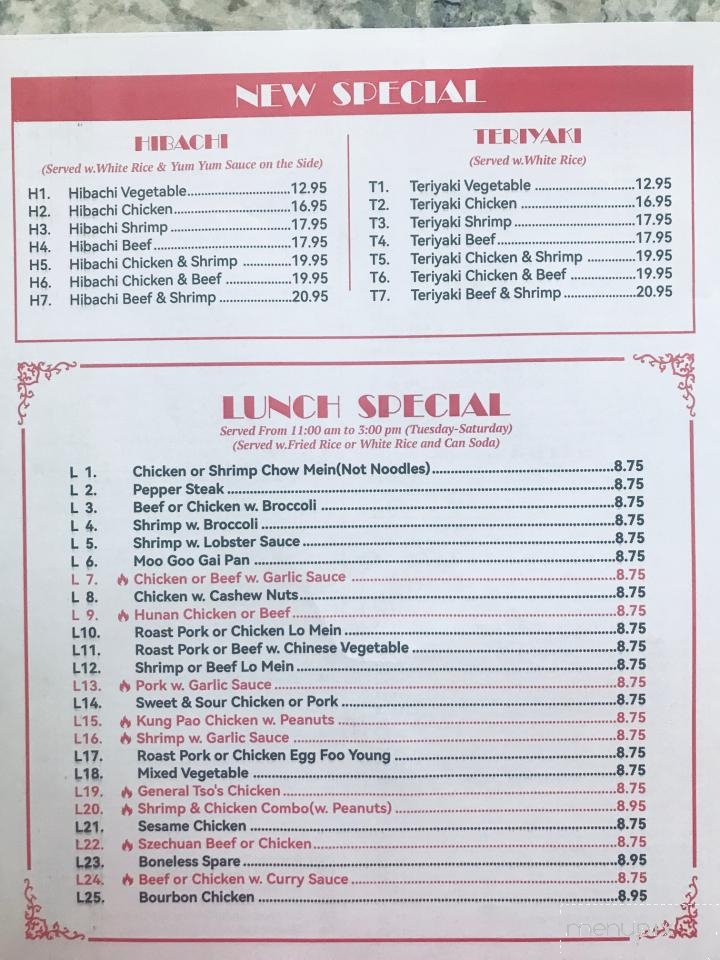 NEW SPECIAL
HIBACHI
(Served w.White Rice & Yum Yum Sauce on the Side)
H1. Hibachi Vegetable..............................12.95
H2. Hibachi Chicken.................................16.95
H3. Hibachi Shrimp ..................................17.95
H4. Hibachi Beef.......................................17.95
H5. Hibachi Chicken & Shrimp ..............19.95
H6. Hibachi Chicken & Beef ...................19.95
H7. Hibachi Beef & Shrimp .....................20.95
TERIYAKI
(Served w.White Rice)
T1. Teriyaki Vegetable .............................12.95
T2. Teriyaki Chicken .................................16.95
T3. Teriyaki Shrimp ...................................17.95
T4. Teriyaki Beef........................................17.95
T5. Teriyaki Chicken & Shrimp ..............19.95
T6. Teriyaki Chicken & Beef ....................19.95
T7. Teriyaki Beef & Shrimp .....................20.95
LUNCH SPECIAL
Served From 11:00 am to 3:00 pm (Tuesday-Saturday)
(Served w.Fried Rice or White Rice and Can Soda)
L 1. Chicken or Shrimp Chow Mein(Not Noodles)..............................8.75
L 2. Pepper Steak ..............................8.75
L 3. Beef or Chicken w. Broccoli ..............................8.75
L 4. Shrimp w. Broccoli ..............................8.75
L 5. Shrimp w. Lobster Sauce ..............................8.75
L 6. Moo Goo Gai Pan ..............................8.75
L 7. Chicken or Beef w. Garlic Sauce ..............................8.75
L 8. Chicken w. Cashew Nuts..............................8.75
L 9. Hunan Chicken or Beef ..............................8.75
L10. Roast Pork or Chicken Lo Mein ..............................8.75
L11. Roast Pork or Beef w. Chinese Vegetable ..............................8.75
L12. Shrimp or Beef Lo Mein ..............................8.75
L13. Pork w. Garlic Sauce ..............................8.75
L14. Sweet & Sour Chicken or Pork ..............................8.75
L15. Kung Pao Chicken w. Peanuts ..............................8.75
L16. Shrimp w. Garlic Sauce ..............................8.75
L17. Roast Pork or Chicken Egg Foo Young ..............................8.75
L18. Mixed Vegetable ..............................8.75
L19. General Tso's Chicken ..............................8.75
L20. Shrimp & Chicken Combo(w. Peanuts) ..............................8.95
L21. Sesame Chicken ..............................8.75
L22. Szechuan Beef or Chicken..............................8.75
L23. Boneless Spare ..............................8.95
L24. Beef or Chicken w. Curry Sauce ..............................8.75
L25. Bourbon Chicken ..............................8.95